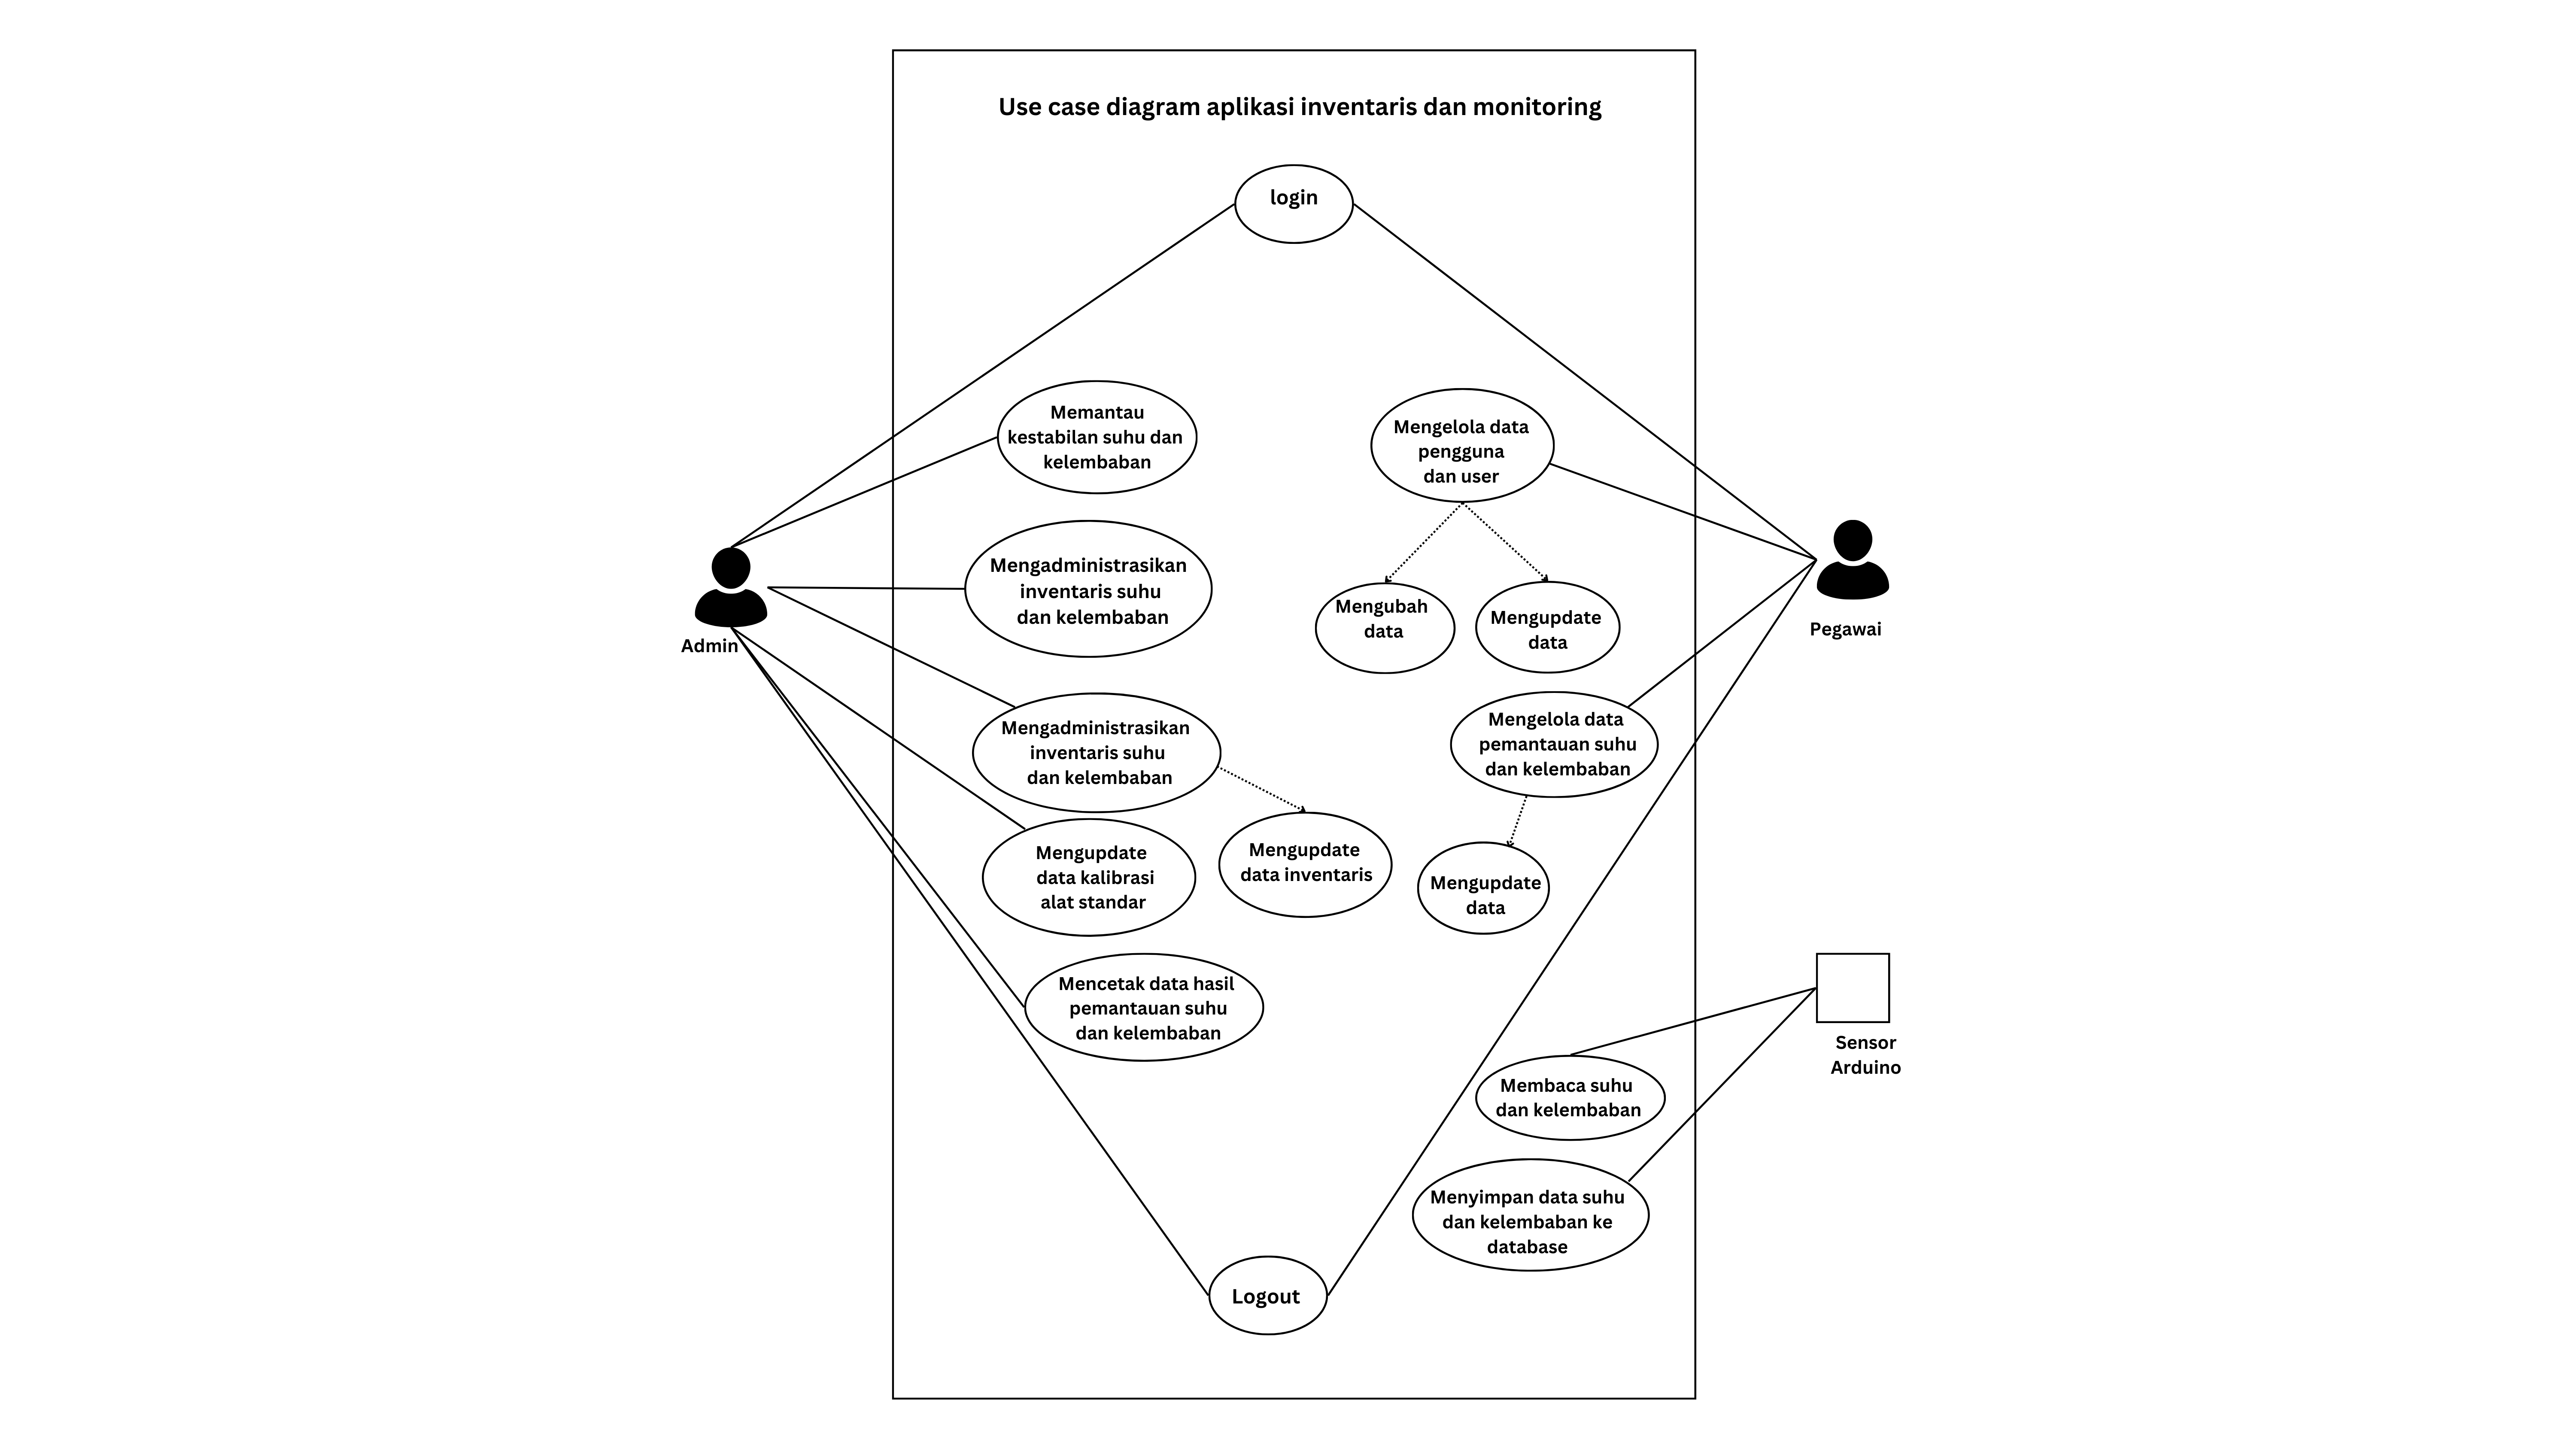 Use case diagram aplikasi inventaris dan monitoring
login
Memantau
kestabilan suhu dan
kelembaban
Mengelola data
pengguna
dan user
Mengadministrasikan
inventaris suhu
dan kelembaban
Mengubah
data
Mengupdate
data
Admin
Pegawai
Mengadministrasikan
inventaris suhu
dan kelembaban
Mengelola data
pemantauan suhu
dan kelembaban
Mengupdate
data kalibrasi
alat standar
Mengupdate
data inventaris
Mengupdate
data
Mencetak data hasil
pemantauan suhu
dan kelembaban
Sensor
Arduino
Membaca suhu
dan kelembaban
Menyimpan data suhu
dan kelembaban ke
database
Logout